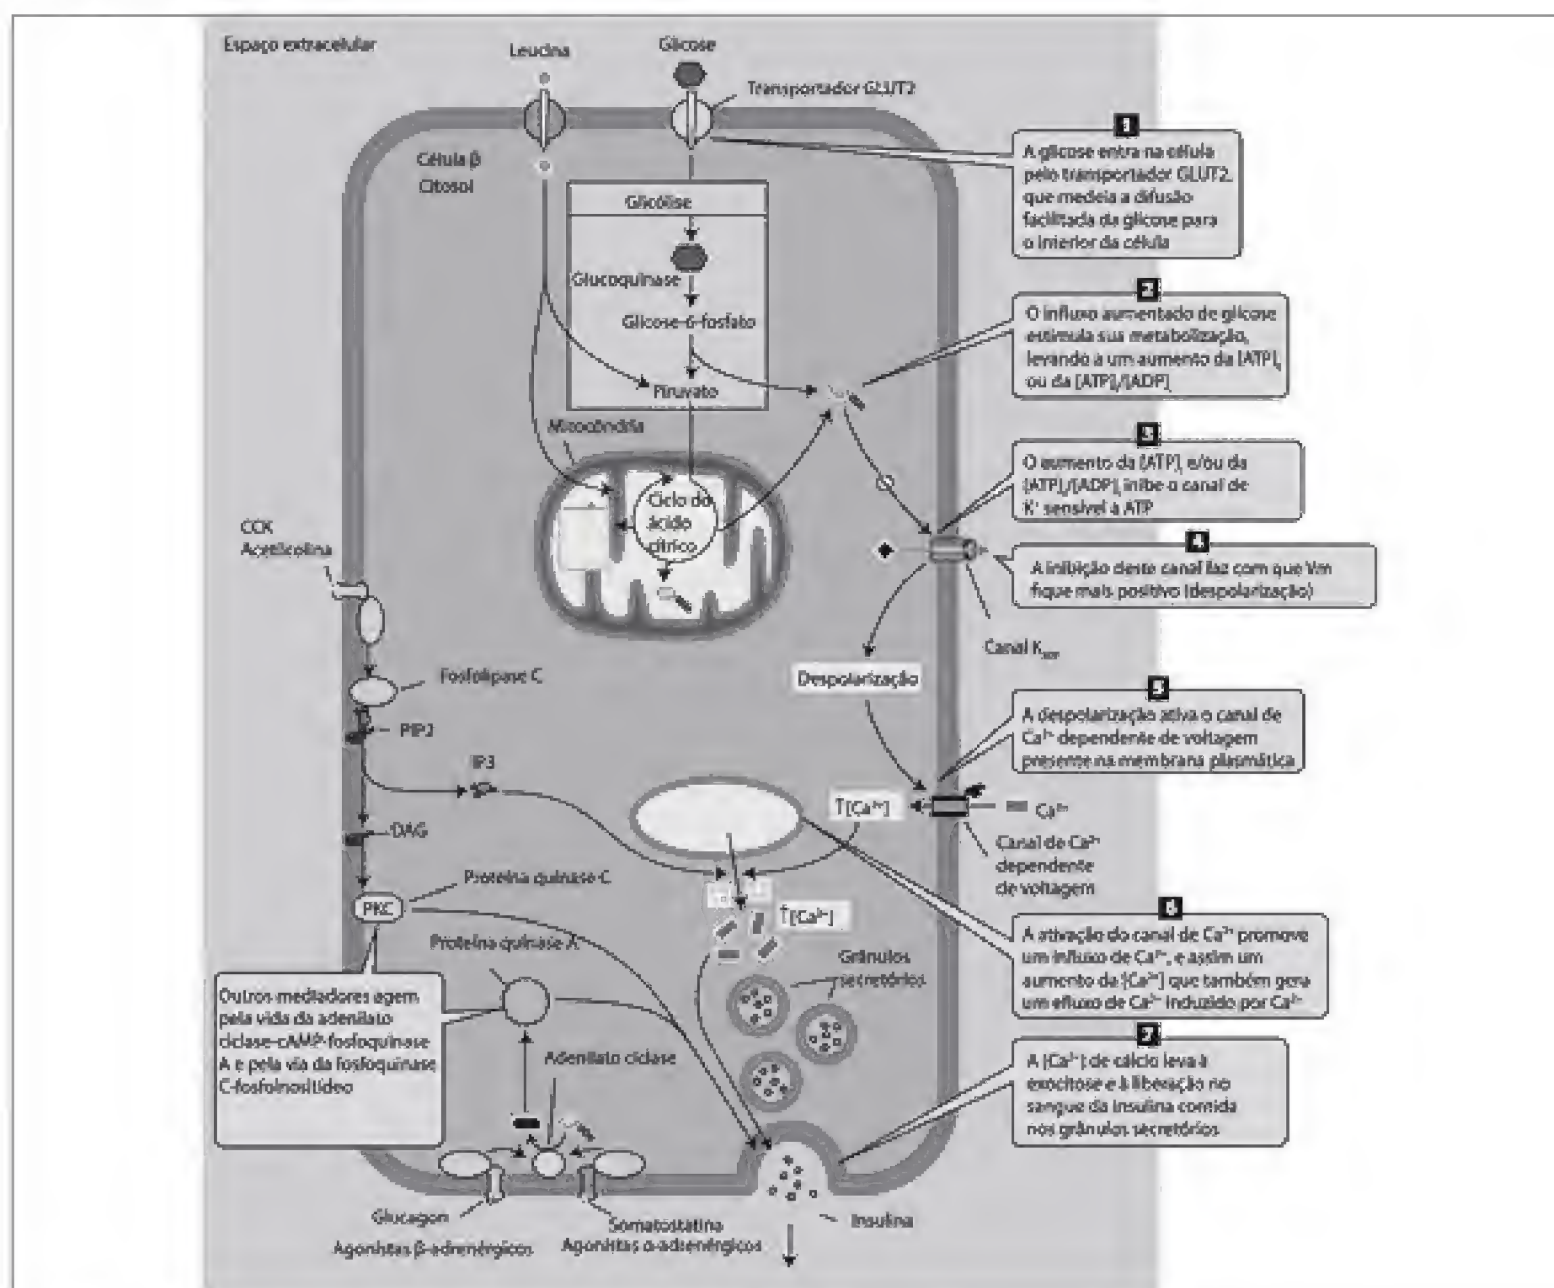 Espaço extracelular
Leucina
Glicose
Transportador GLUT2
Célula β
Citosol
Glicólise
Glucoquinase
Glicose-6-fosfato
Piruvato
Mitocôndria
Ciclo do
ácido
cítrico
1
A glicose entra na célula
pelo transportador GLUT2,
que medeia a difusão
facilitada da glicose para
o interior da célula
2
O influxo aumentado de glicose
estimula sua metabolização,
levando a um aumento da [ATP]i
ou da [ATP]i/[ADP]i
3
O aumento da [ATP]i e/ou da
[ATP]i/[ADP]i inibe o canal de
K⁺ sensível a ATP
4
A inibição deste canal faz com que Vm
fique mais positivo (despolarização)
Canal K
Despolarização
5
A despolarização ativa o canal de
Ca²⁺ dependente de voltagem
presente na membrana plasmática
↑[Ca²⁺]
Ca²⁺
Canal de Ca²⁺
dependente
de voltagem
6
A ativação do canal de Ca²⁺ promove
um influxo de Ca²⁺, e assim um
aumento da [Ca²⁺] que também gera
um efluxo de Ca²⁺ induzido por Ca²⁺
7
A [Ca²⁺] de cálcio leva à
exocitose e à liberação no
sangue da insulina contida
nos grânulos secretórios
CCK
Acetilcolina
Fosfolipase C
PIP2
IP3
DAG
Proteína quinase C
PKC
Proteína quinase A
↑[Ca²⁺]
Grânulos
secretórios
Outros mediadores agem
pela vida da adenilato
ciclase-cAMP-fosfoquinase
A e pela via da fosfoquinase
C-fosfoinositídeo
Adenilato ciclase
Glucagon
Agonistas β-adrenérgicos
Somatostatina
Agonistas α-adrenérgicos
Insulina